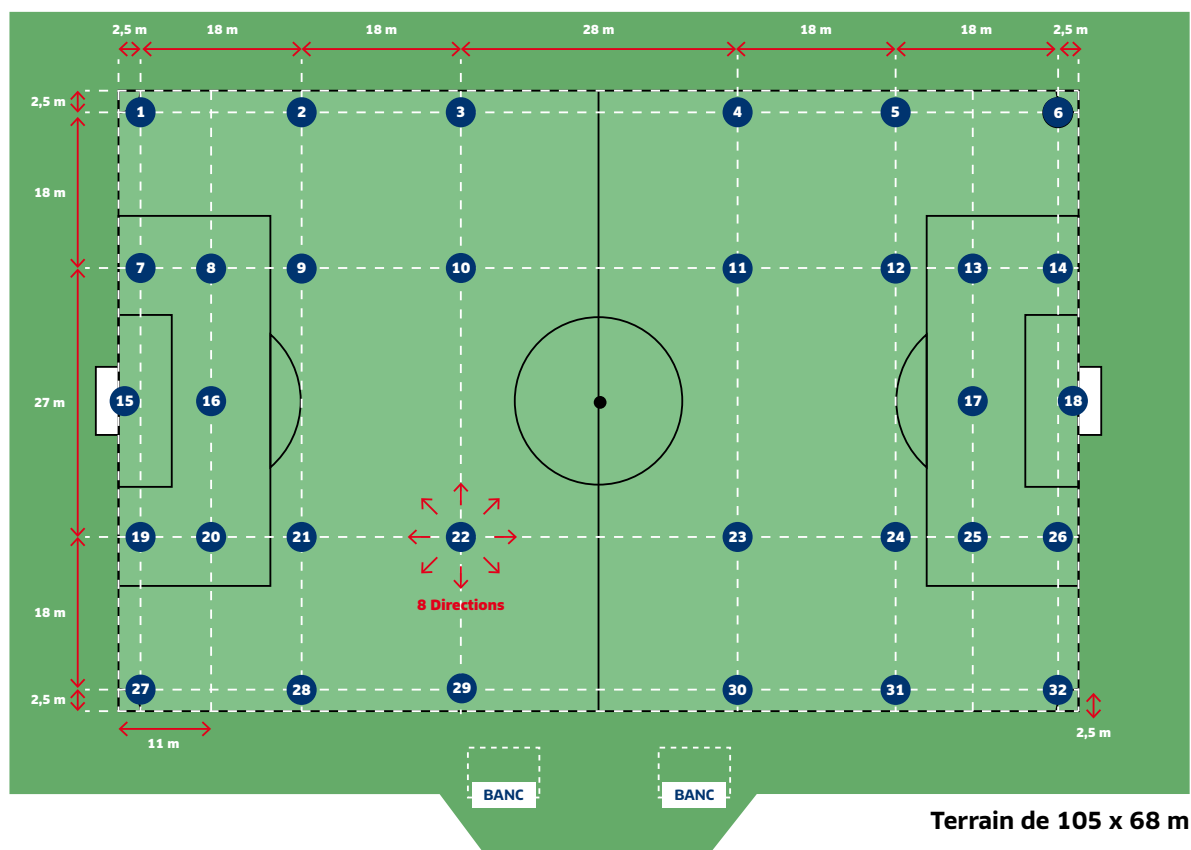 2,5 m 18 m 18 m 28 m 18 m 18 m 2,5 m
2,5 m
1 2 3 4 5 6
18 m
7 8 9 10 11 12 13 14
27 m 15 16 17 18
19 20 21 22 23 24 25 26
8 Directions
18 m
27 28 29 30 31 32
2,5 m
2,5 m
11 m
BANC BANC
Terrain de 105 x 68 m